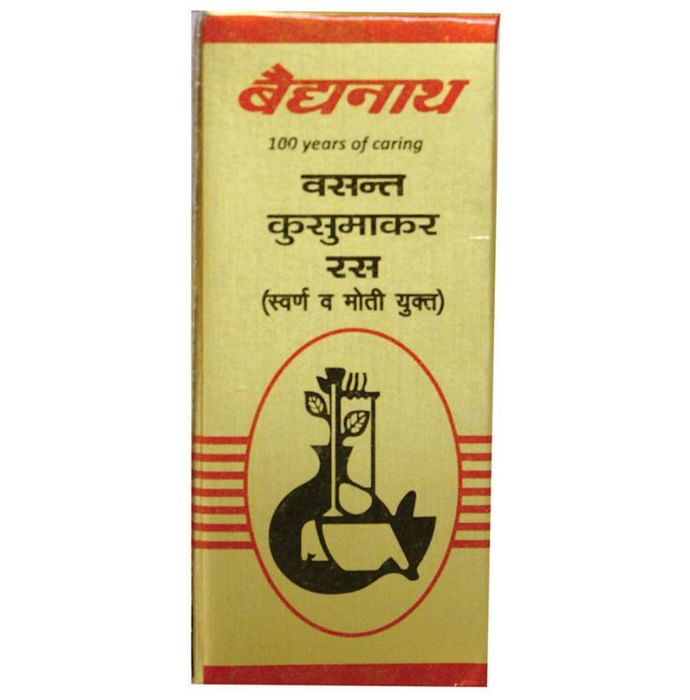 बैद्यनाथ
100 years of caring
वसन्त
कुसुमाकर
रस
(स्वर्ण व मोती युक्त)